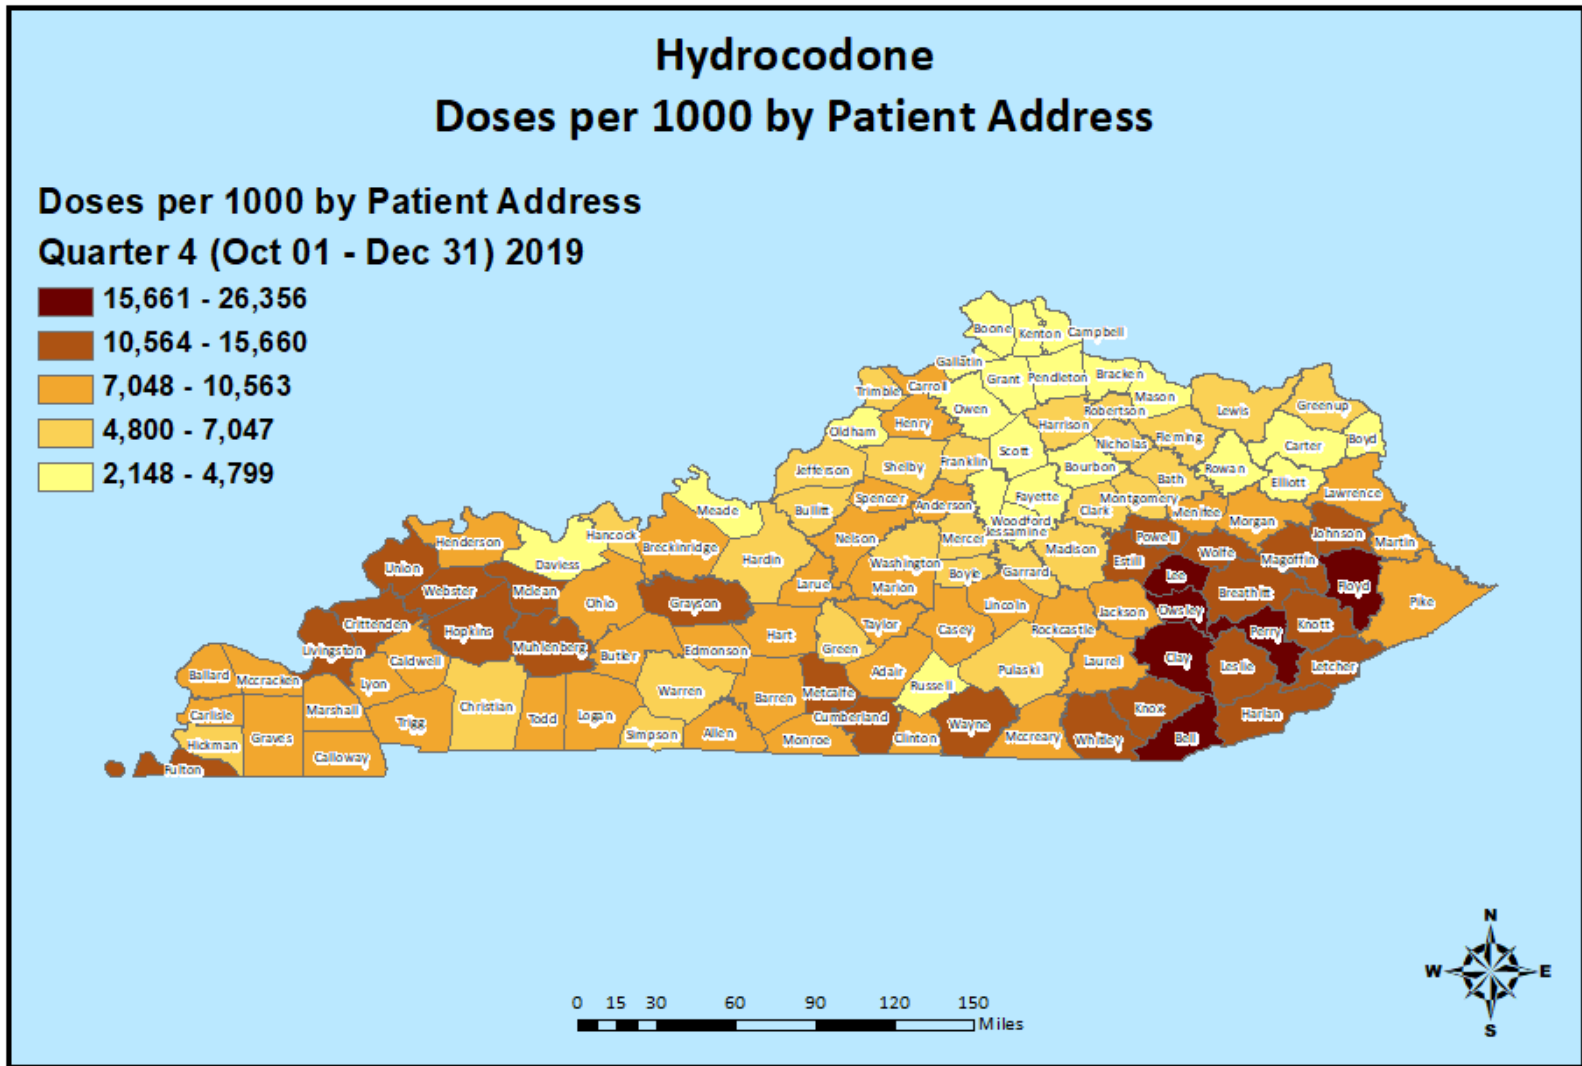 Hydrocodone
Doses per 1000 by Patient Address
Doses per 1000 by Patient Address
Quarter 4 (Oct 01 - Dec 31) 2019
15,661 - 26,356
10,564 - 15,660
7,048 - 10,563
4,800 - 7,047
2,148 - 4,799
Boone
Kenton
Campbell
Gallatin
Grant
Pendleton
Bracken
Trimble
Carroll
Mason
Owen
Robertson
Lewis
Greenup
Henry
Harrison
Oldham
Nicholas
Fleming
Boyd
Carter
Scott
Franklin
Shelby
Jefferson
Bourbon
Rowan
Bath
Elliott
Lawrence
Spencer
Anderson
Fayette
Montgomery
Clark
Menifee
Morgan
Meade
Bullitt
Woodford
Jessamine
Hancock
Henderson
Breckinridge
Nelson
Mercer
Madison
Powell
Johnson
Martin
Daviess
Hardin
Washington
Boyle
Garrard
Estill
Wolfe
Magoffin
Union
Webster
Mclean
Ohio
Grayson
Larue
Marion
Lee
Floyd
Breathitt
Pike
Crittenden
Hopkins
Muhlenberg
Hart
Taylor
Lincoln
Casey
Jackson
Owsley
Perry
Knott
Livingston
Caldwell
Butler
Edmonson
Green
Rockcastle
Laurel
Clay
Leslie
Letcher
Ballard
Mccracken
Lyon
Warren
Barren
Metcalfe
Adair
Russell
Pulaski
Carlisle
Marshall
Trigg
Christian
Todd
Logan
Simpson
Allen
Monroe
Cumberland
Clinton
Wayne
Mccreary
Whitley
Knox
Bell
Harlan
Hickman
Graves
Calloway
Fulton
N
W
E
S
0 15 30 60 90 120 150
Miles